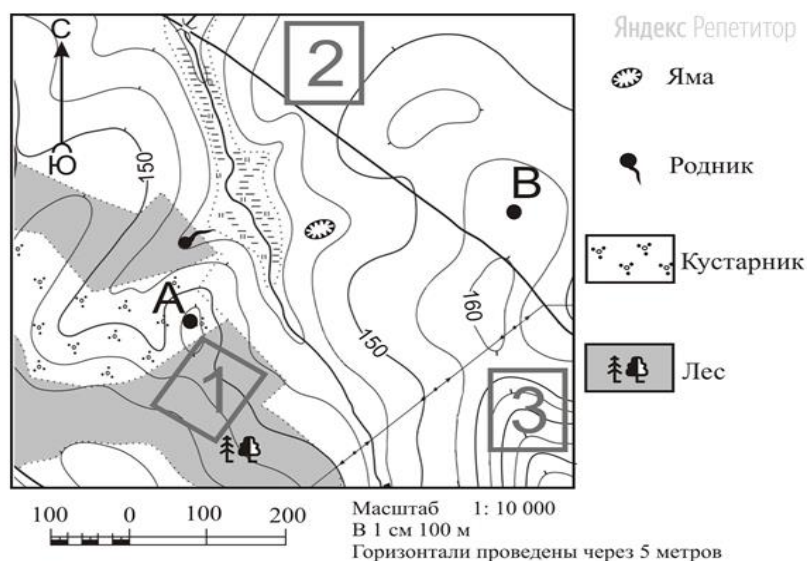 Яндекс Репетитор
С
Ю
2
Яма
150
В
Родник
Кустарник
А
160
150
1
3
Лес
100 0 100 200
Масштаб 1: 10 000
В 1 см 100 м
Горизонтали проведены через 5 метров